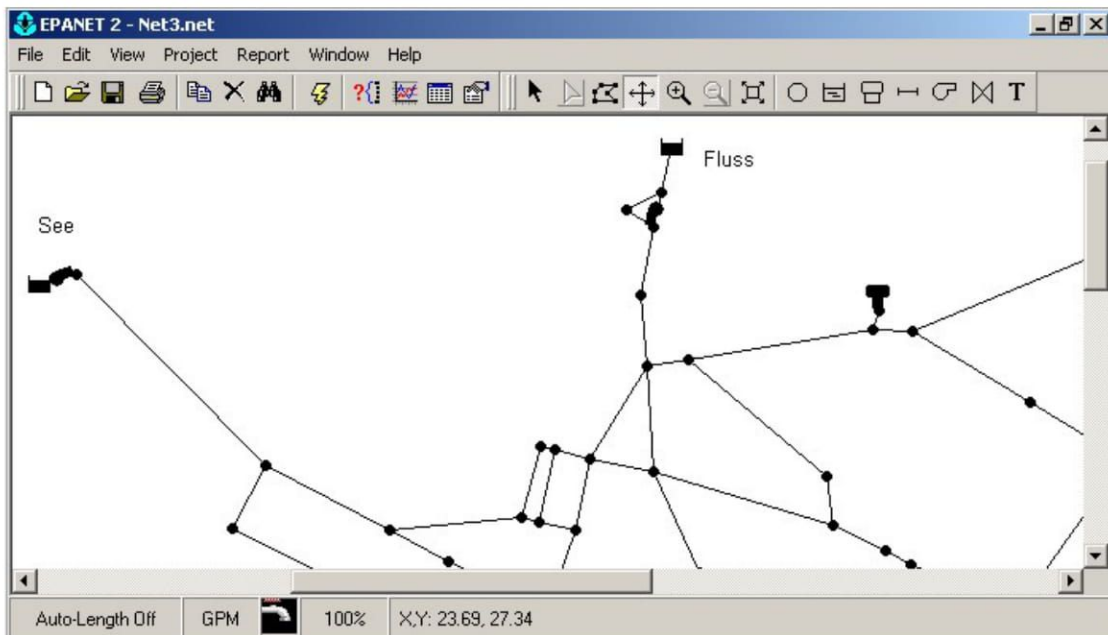 EPANET 2 - Net3.net
File Edit View Project Report Window Help
T
Fluss
See
Auto-Length Off GPM 100% X,Y: 23.69, 27.34